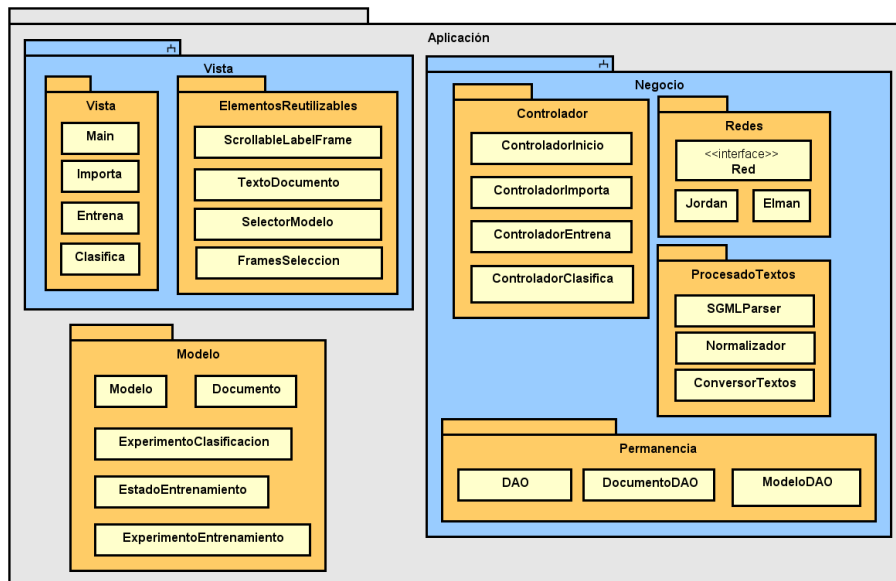 Aplicación
Vista
Vista
Main
Importa
Entrena
Clasifica
ElementosReutilizables
ScrollableLabelFrame
TextoDocumento
SelectorModelo
FramesSeleccion
Negocio
Controlador
ControladorInicio
ControladorImporta
ControladorEntrena
ControladorClasifica
Redes
<<interface>>
Red
Jordan
Elman
ProcesadoTextos
SGMLParser
Normalizador
ConversorTextos
Modelo
Modelo
Documento
ExperimentoClasificacion
EstadoEntrenamiento
ExperimentoEntrenamiento
Permanencia
DAO
DocumentoDAO
ModeloDAO